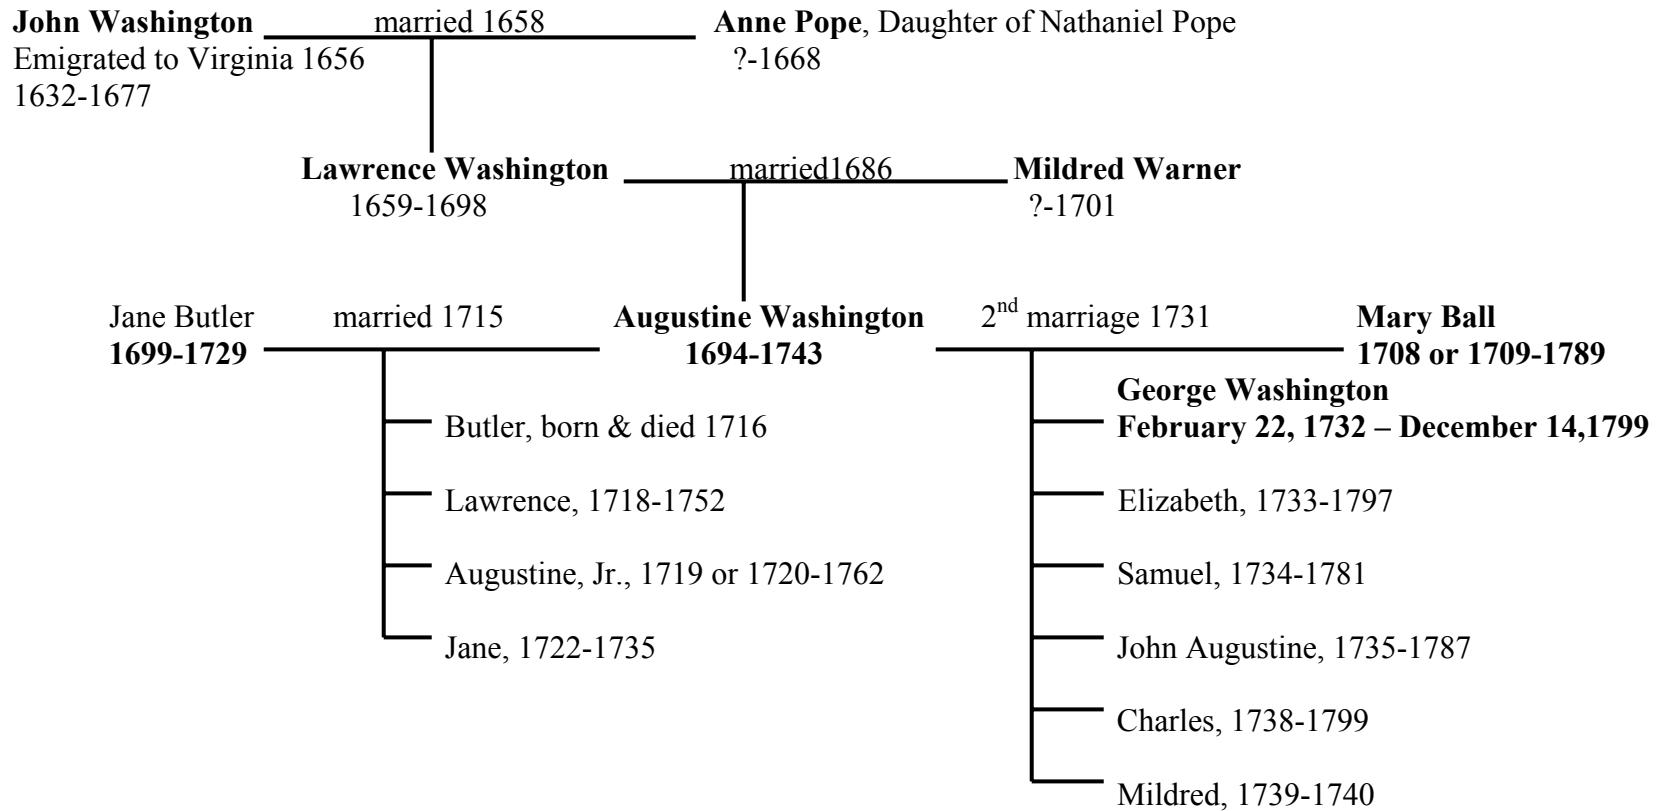 John Washington married 1658 Anne Pope, Daughter of Nathaniel Pope
Emigrated to Virginia 1656 ?-1668
1632-1677
Lawrence Washington married1686 Mildred Warner
1659-1698 ?-1701
Jane Butler married 1715 Augustine Washington 2nd marriage 1731 Mary Ball
1699-1729 1694-1743 1708 or 1709-1789
George Washington
Butler, born & died 1716 February 22, 1732 – December 14,1799
Lawrence, 1718-1752 Elizabeth, 1733-1797
Augustine, Jr., 1719 or 1720-1762 Samuel, 1734-1781
Jane, 1722-1735 John Augustine, 1735-1787
Charles, 1738-1799
Mildred, 1739-1740